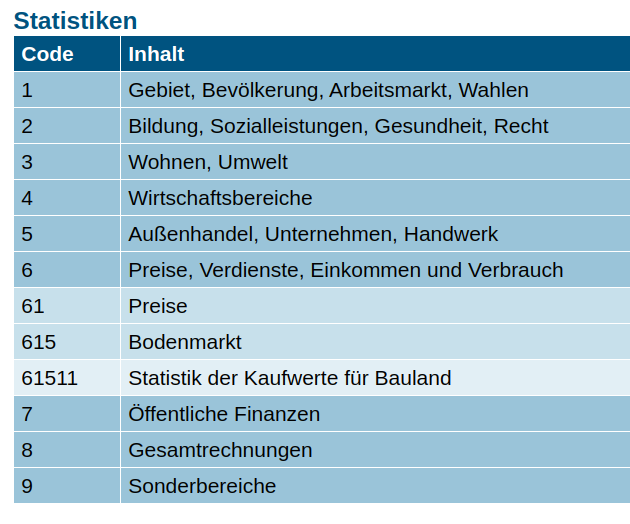 Statistiken
Code Inhalt
1 Gebiet, Bevölkerung, Arbeitsmarkt, Wahlen
2 Bildung, Sozialleistungen, Gesundheit, Recht
3 Wohnen, Umwelt
4 Wirtschaftsbereiche
5 Außenhandel, Unternehmen, Handwerk
6 Preise, Verdienste, Einkommen und Verbrauch
61 Preise
615 Bodenmarkt
61511 Statistik der Kaufwerte für Bauland
7 Öffentliche Finanzen
8 Gesamtrechnungen
9 Sonderbereiche